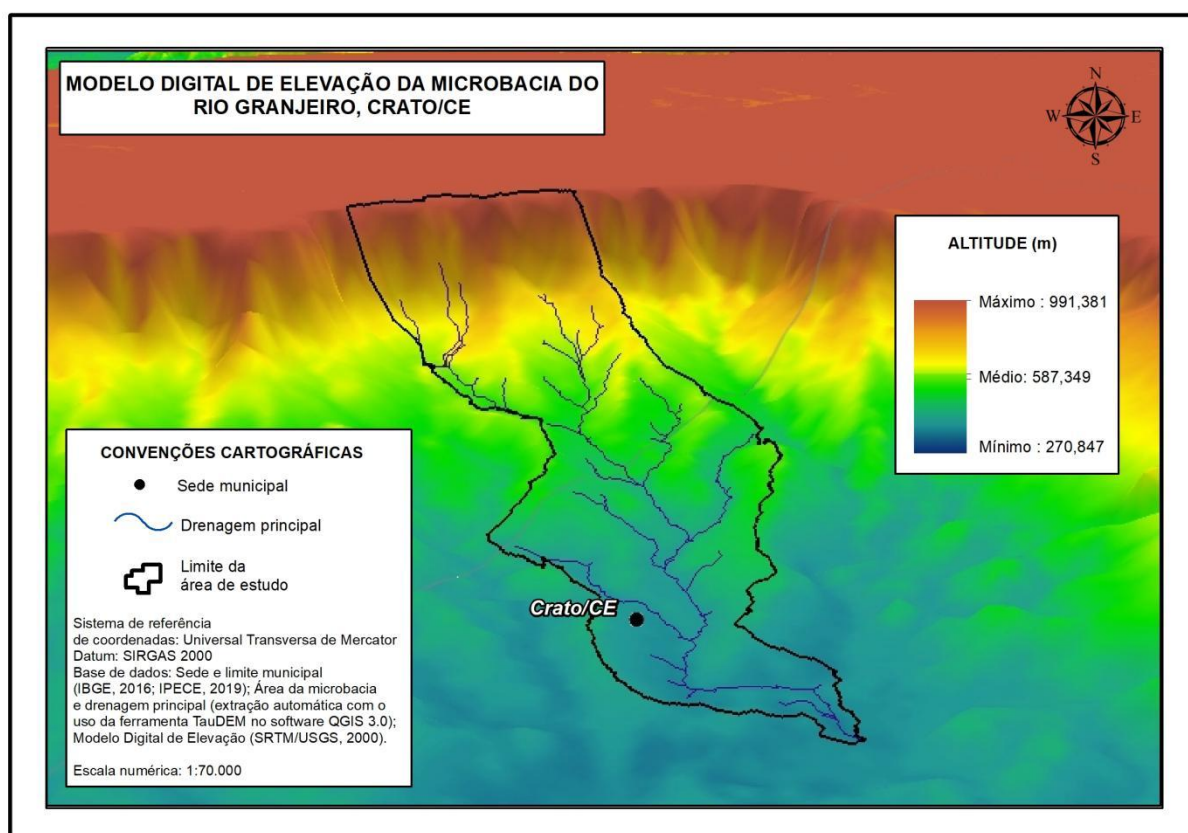 MODELO DIGITAL DE ELEVAÇÃO DA MICROBACIA DO
RIO GRANJEIRO, CRATO/CE
N
W
E
S
ALTITUDE (m)
Máximo : 991,381
Médio: 587,349
Mínimo : 270,847
CONVENÇÕES CARTOGRÁFICAS
Sede municipal
Drenagem principal
Limite da
área de estudo
Sistema de referência
de coordenadas: Universal Transversa de Mercator
Datum: SIRGAS 2000
Base de dados: Sede e limite municipal
(IBGE, 2016; IPECE, 2019); Área da microbacia
e drenagem principal (extração automática com o
uso da ferramenta TauDEM no software QGIS 3.0);
Modelo Digital de Elevação (SRTM/USGS, 2000).
Escala numérica: 1:70.000
Crato/CE